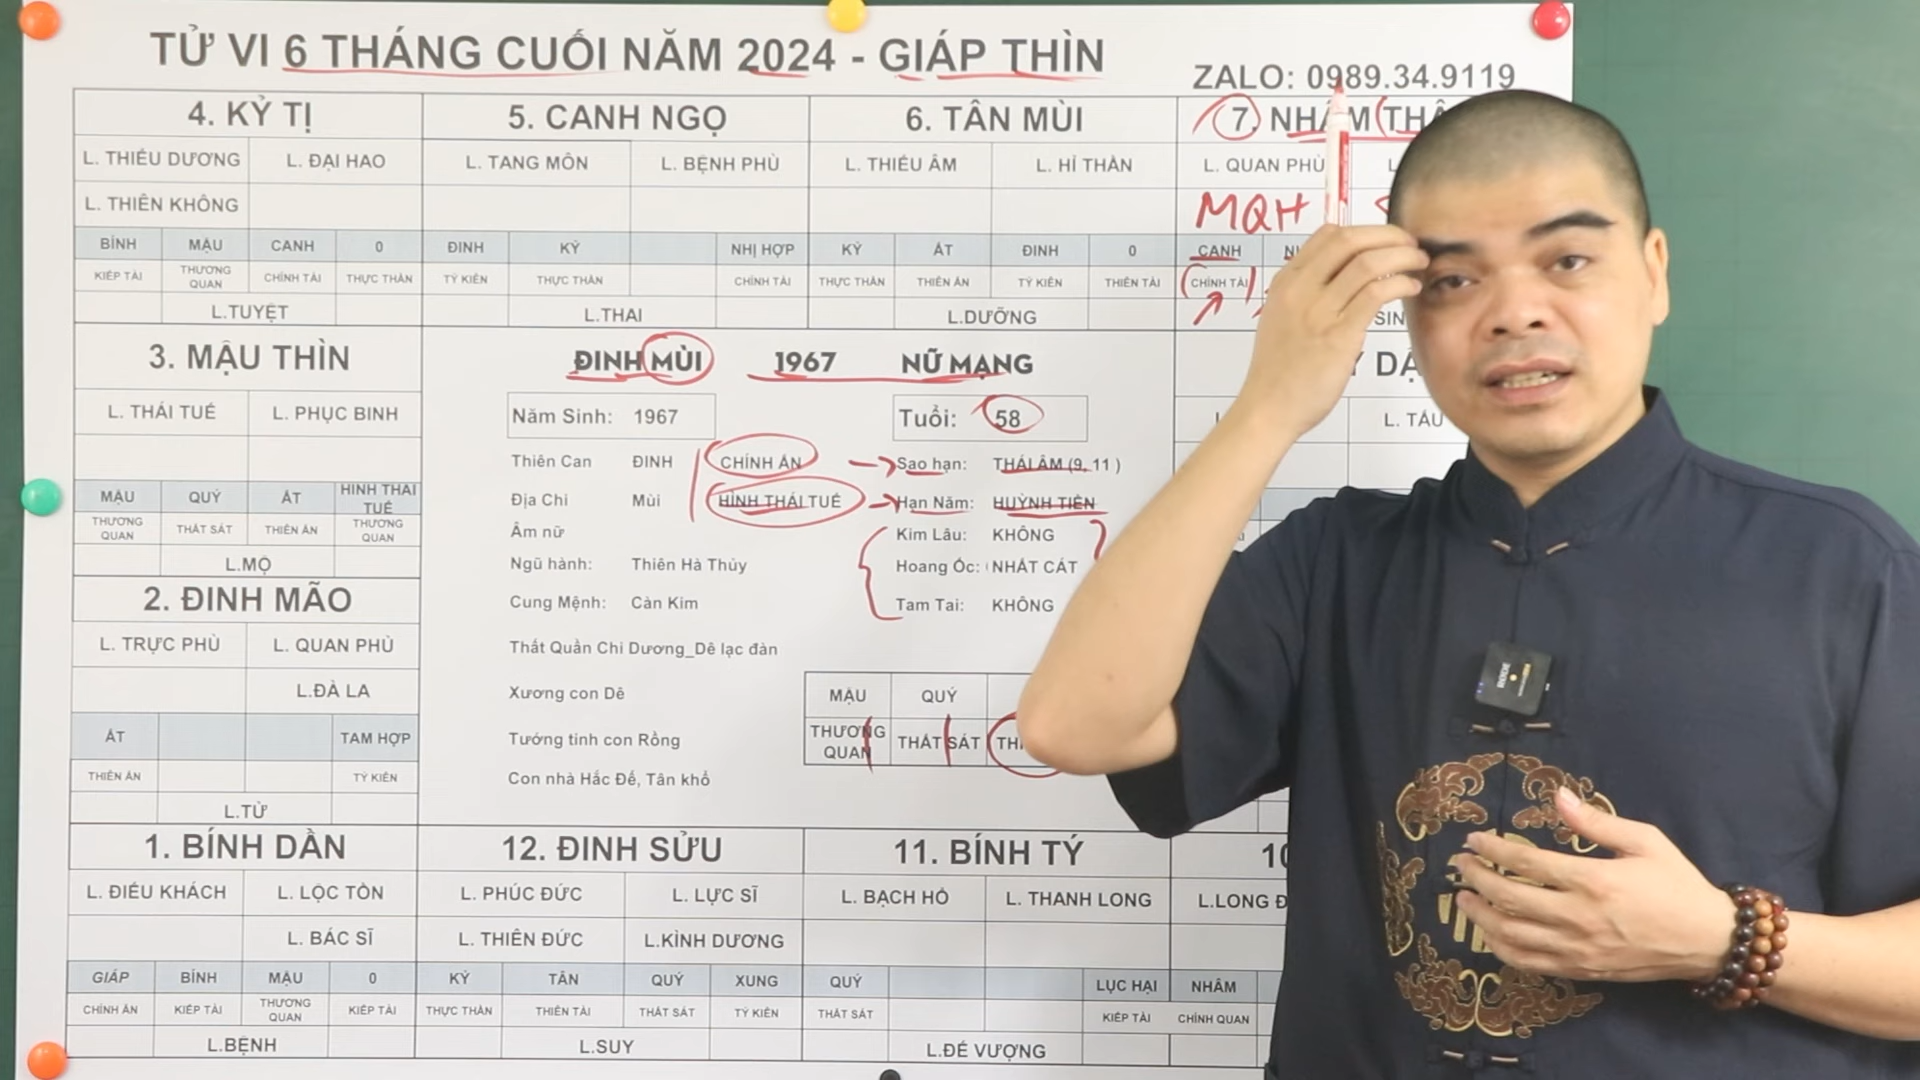 TỬ VI 6 THÁNG CUỐI NĂM 2024 - GIÁP THÌN
ZALO: 0989.34.9119
4. KỶ TỊ
5. CANH NGỌ
6. TÂN MÙI
7. NHÂM
L. THIẾU DƯƠNG
L. ĐẠI HAO
L. TANG MÔN
L. BỆNH PHÙ
L. THIẾU ÂM
L. HỈ THẦN
L. QUAN PHÙ
L. THIÊN KHÔNG
MQH
BÍNH MẬU CANH 0
ĐINH KỶ NHỊ HỢP
KỶ ẤT ĐINH 0
CANH
KIẾP TÀI THƯƠNG QUAN CHÍNH TÀI THỰC THẦN
TỶ KIÊN THỰC THẦN CHÍNH TÀI
THỰC THẦN THIÊN ẤN TỶ KIÊN THIÊN TÀI
CHÍNH TÀI
L.TUYỆT
L.THAI
L.DƯỠNG
3. MẬU THÌN
ĐINH MÙI 1967 NỮ MẠNG
L. THÁI TUẾ
L. PHỤC BINH
Năm Sinh: 1967
Tuổi: 58
L. TẤU
Thiên Can ĐINH CHÍNH ẤN
Sao hạn: THÁI ÂM (9, 11 )
Địa Chi Mùi HÌNH THÁI TUẾ
Hạn Năm: HUỲNH TIỀN
MẬU QUÝ ẤT HÌNH THÁI TUẾ
THƯƠNG QUAN THẤT SÁT THIÊN ẤN THƯƠNG QUAN
L.MỘ
Âm nữ
Kim Lâu: KHÔNG
Ngũ hành: Thiên Hà Thủy
Hoang Ốc: NHẤT CÁT
Cung Mệnh: Càn Kim
Tam Tai: KHÔNG
2. ĐINH MÃO
L. TRỰC PHÙ
L. QUAN PHÙ
L.ĐÀ LA
Thất Quần Chi Dương_Dê lạc đàn
Xương con Dê
Tướng tinh con Rồng
Con nhà Hắc Đế, Tân khổ
MẬU QUÝ
THƯƠNG QUAN THẤT SÁT
ẤT TAM HỢP
THIÊN ẤN TỶ KIÊN
L.TỬ
1. BÍNH DẦN
12. ĐINH SỬU
11. BÍNH TÝ
10
L. ĐIẾU KHÁCH
L. LỘC TỒN
L. PHÚC ĐỨC
L. LỰC SĨ
L. BẠCH HỔ
L. THANH LONG
L. BÁC SĨ
L. THIÊN ĐỨC
L.KÌNH DƯƠNG
GIÁP BÍNH MẬU 0
KỶ TÂN QUÝ XUNG
QUÝ LỤC HẠI
NHÂM
CHÍNH ẤN KIẾP TÀI THƯƠNG QUAN KIẾP TÀI
THỰC THẦN THIÊN TÀI THẤT SÁT TỶ KIÊN
THẤT SÁT KIẾP TÀI
CHÍNH QUAN
L.BỆNH
L.SUY
L.ĐẾ VƯỢNG
RODE